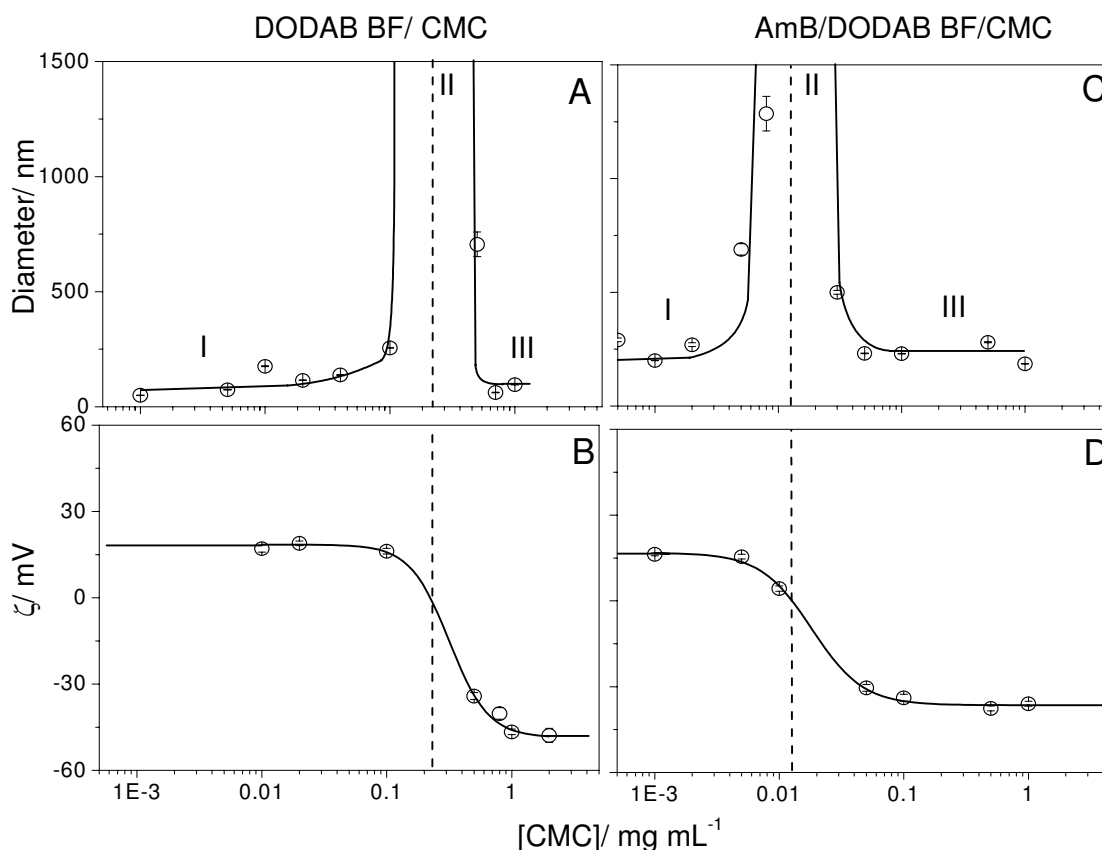 DODAB BF/ CMC
AmB/DODAB BF/CMC
1500
1000
500
0
Diameter/ nm
I
II
III
A
I
II
III
C
60
30
0
-30
-60
ζ/ mV
B
D
1E-3
0.01
0.1
1
1E-3
0.01
0.1
1
[CMC]/ mg mL⁻¹